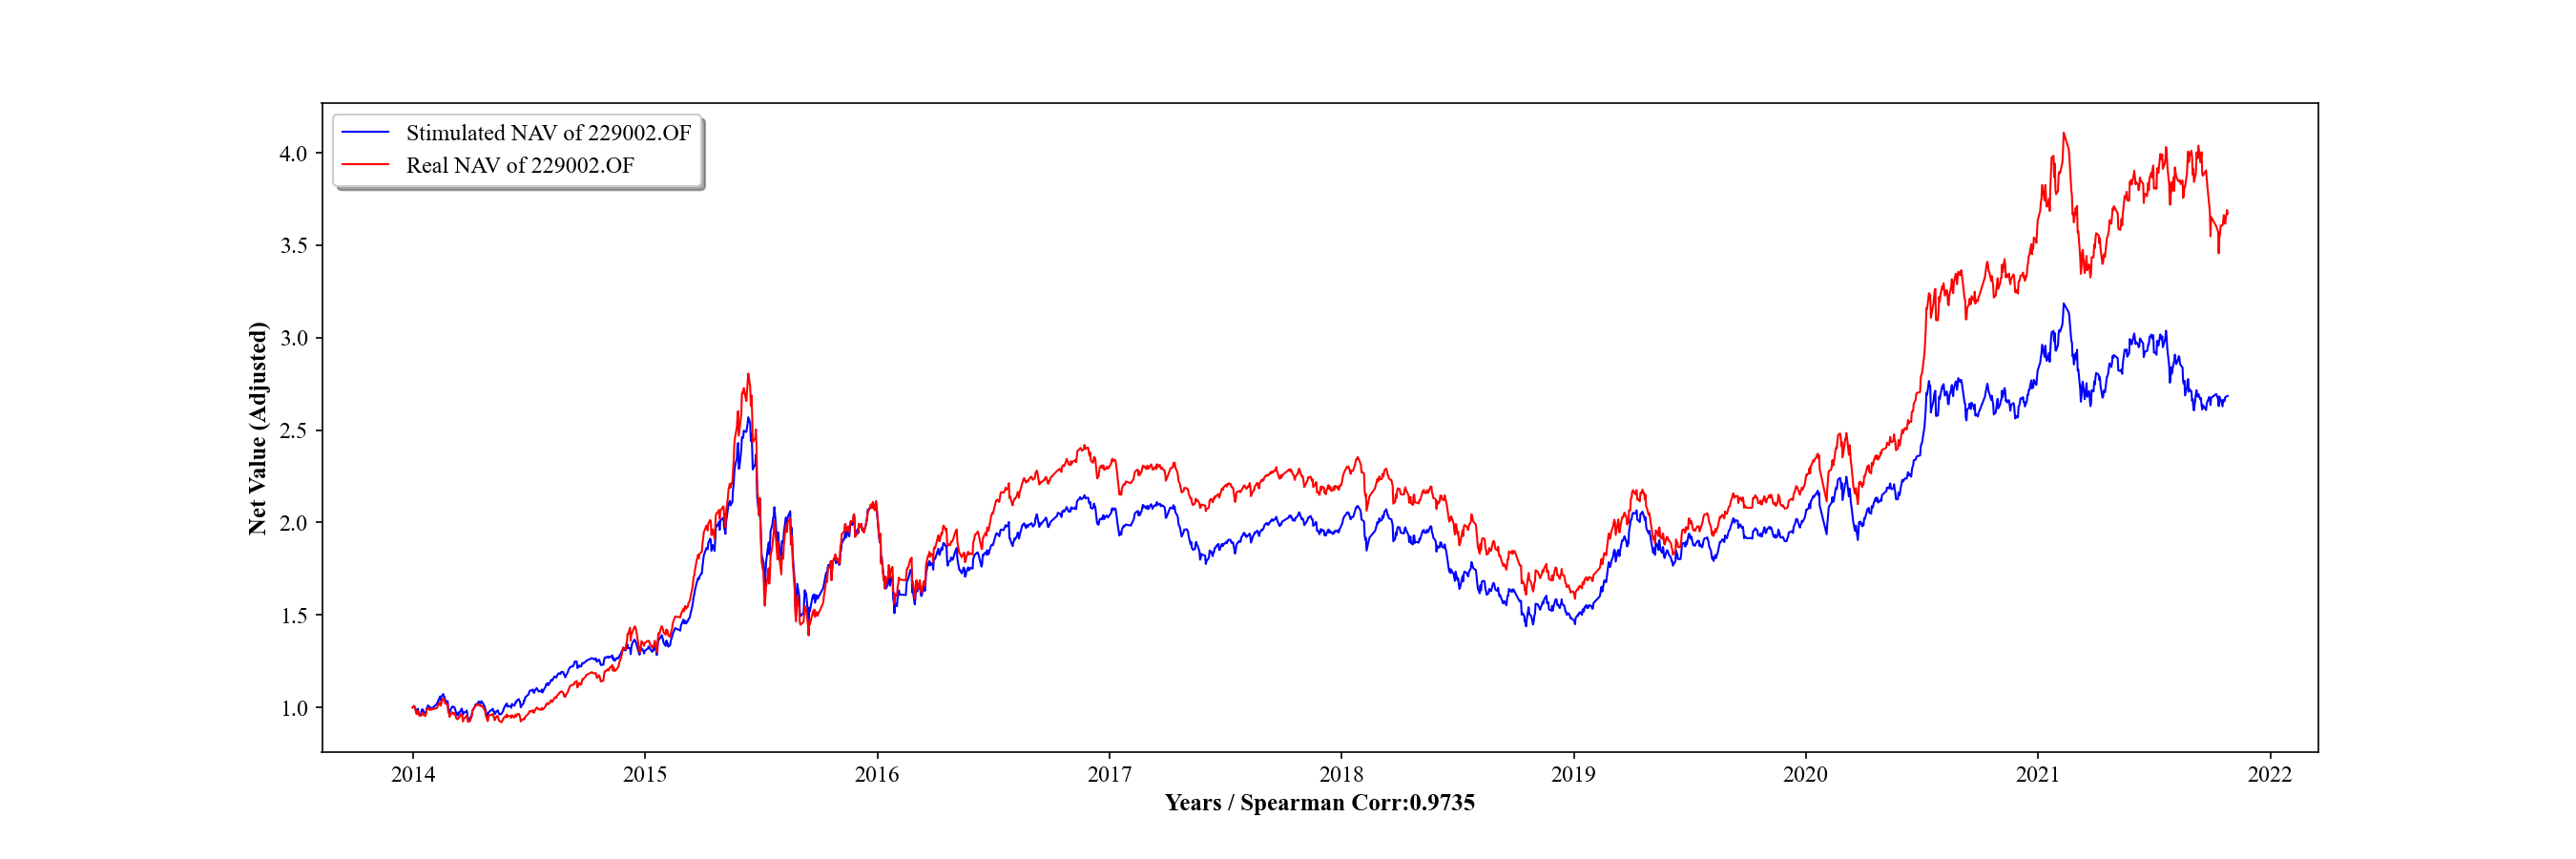 Stimulated NAV of 229002.OF
Real NAV of 229002.OF
4.0
3.5
3.0
2.5
2.0
1.5
1.0
Net Value (Adjusted)
2014 2015 2016 2017 2018 2019 2020 2021 2022
Years / Spearman Corr:0.9735